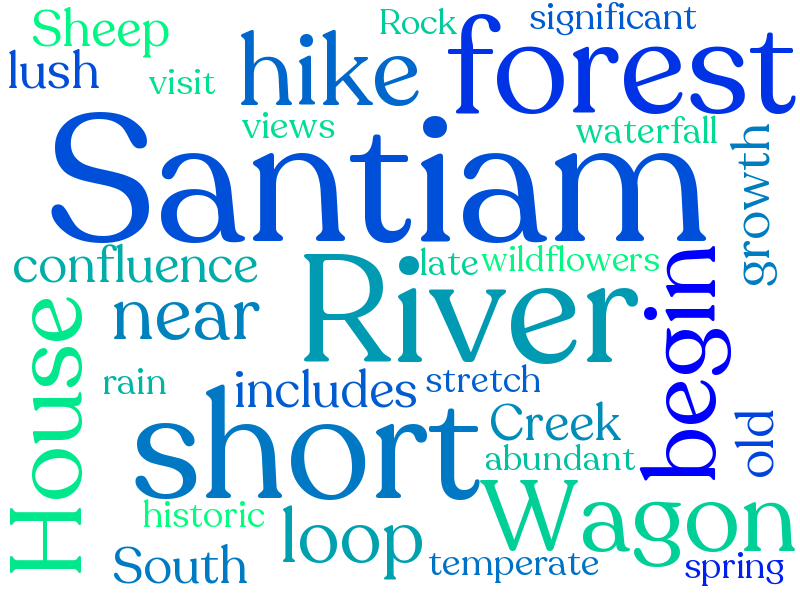 Sheep
Rock
significant
lush
visit
hike
forest
views
waterfall
Santiam
growth
confluence
late
wildflowers
near
River
begin
House
rain
includes
stretch
short
Creek
old
abundant
historic
loop
Wagon
South
temperate
spring